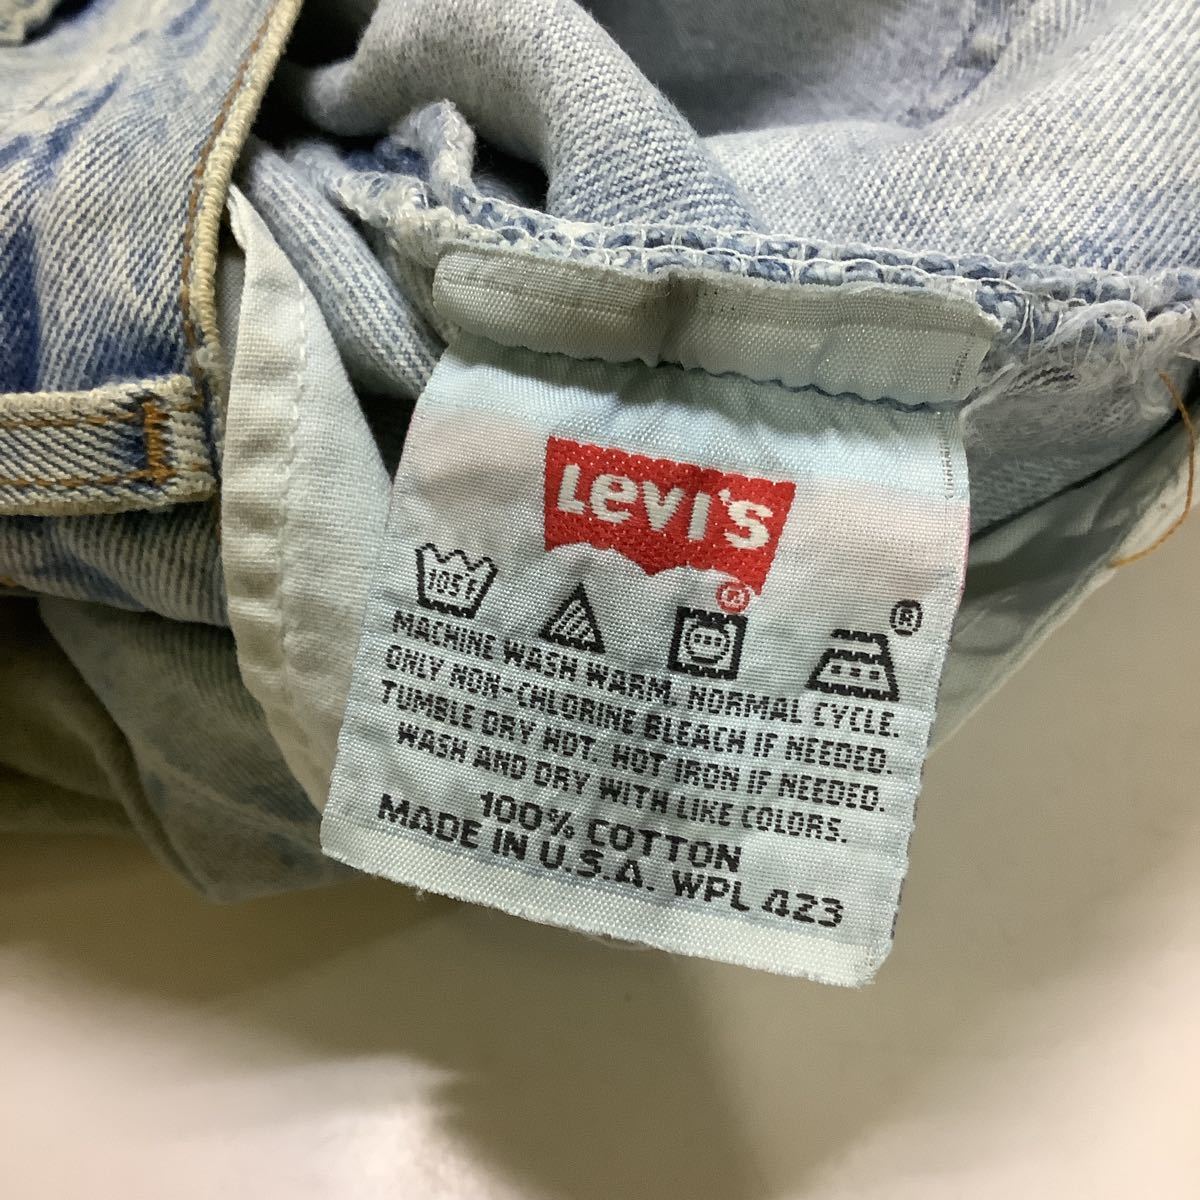 Levi's
®
105F
®
MACHINE WASH WARM, NORMAL CYCLE.
ONLY NON-CHLORINE BLEACH IF NEEDED.
TUMBLE DRY HOT. HOT IRON IF NEEDED.
WASH AND DRY WITH LIKE COLORS.
100% COTTON
MADE IN U.S.A. WPL 423